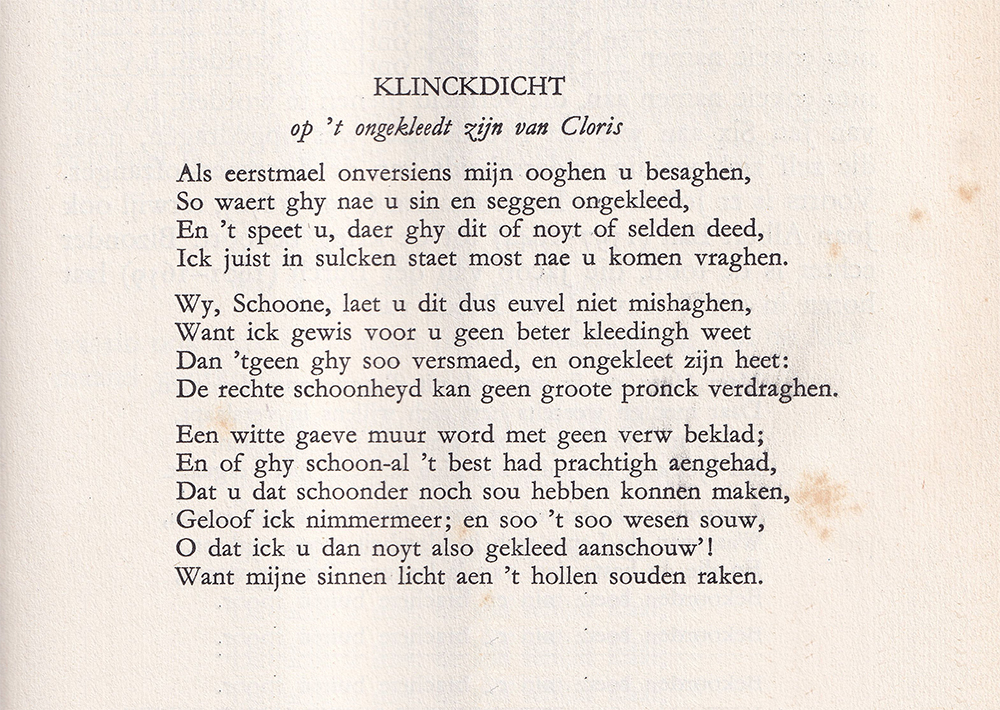 KLINCKDICHT
op 't ongekleedt zijn van Cloris
Als eerstmael onversiens mijn ooghen u besaghen,
So waert ghy nae u sin en seggen ongekleed,
En 't speet u, daer ghy dit of noyt of selden deed,
Ick juist in sulcken staet most nae u komen vraghen.
Wy, Schoone, laet u dit dus euvel niet mishaghen,
Want ick gewis voor u geen beter kleedingh weet
Dan 'tgeen ghy soo versmaed, en ongekleet zijn heet:
De rechte schoonheyd kan geen groote pronck verdraghen.
Een witte gaeve muur word met geen verw beklad;
En of ghy schoon-al 't best had prachtigh aengehad,
Dat u dat schoonder noch sou hebben konnen maken,
Geloof ick nimmermeer; en soo 't soo wesen souw,
O dat ick u dan noyt also gekleed aanschouw'!
Want mijne sinnen licht aen 't hollen souden raken.